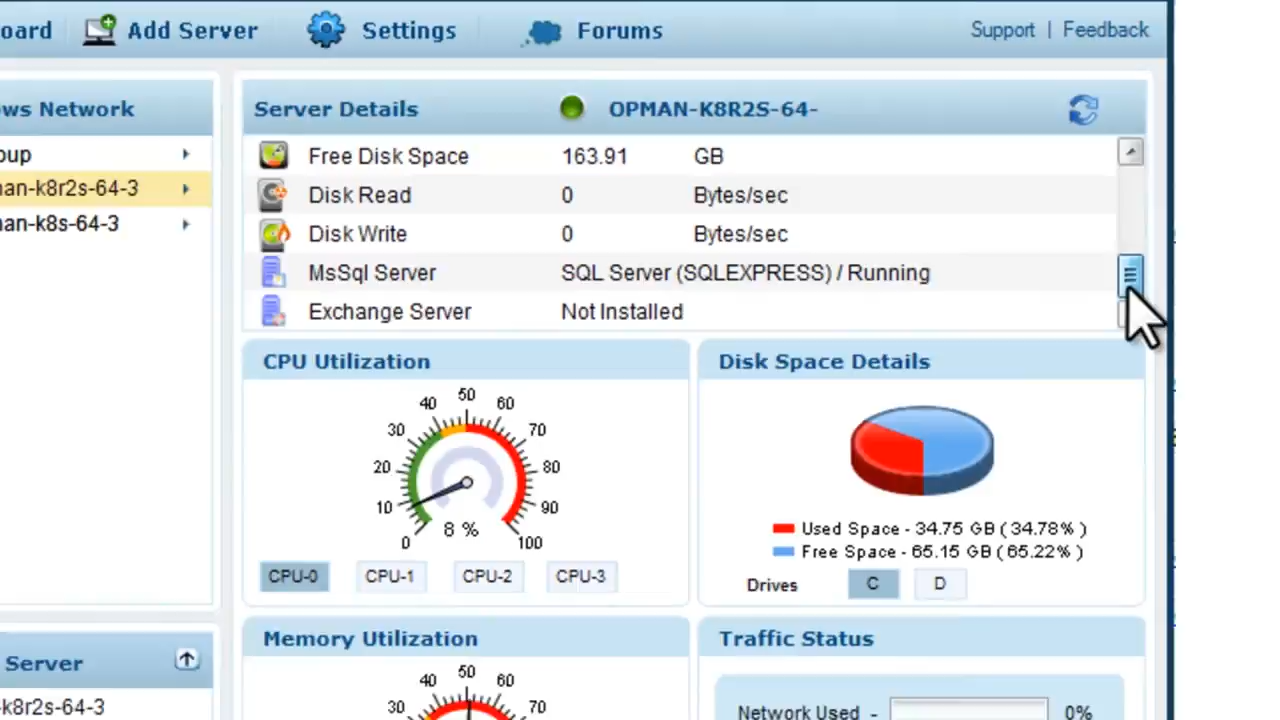 oard Add Server Settings Forums Support | Feedback
ows Network
oup
nan-k8r2s-64-3
nan-k8s-64-3
Server Details OPMAN-K8R2S-64-
Free Disk Space 163.91 GB
Disk Read 0 Bytes/sec
Disk Write 0 Bytes/sec
MsSql Server SQL Server (SQLEXPRESS) / Running
Exchange Server Not Installed
CPU Utilization
0 10 20 30 40 50 60 70 80 90 100
8 %
CPU-0 CPU-1 CPU-2 CPU-3
Disk Space Details
Used Space - 34.75 GB ( 34.78% )
Free Space - 65.15 GB ( 65.22% )
Drives C D
Server
-k8r2s-64-3
Memory Utilization
30 40 50 60 70
Traffic Status
Network Used - 0%